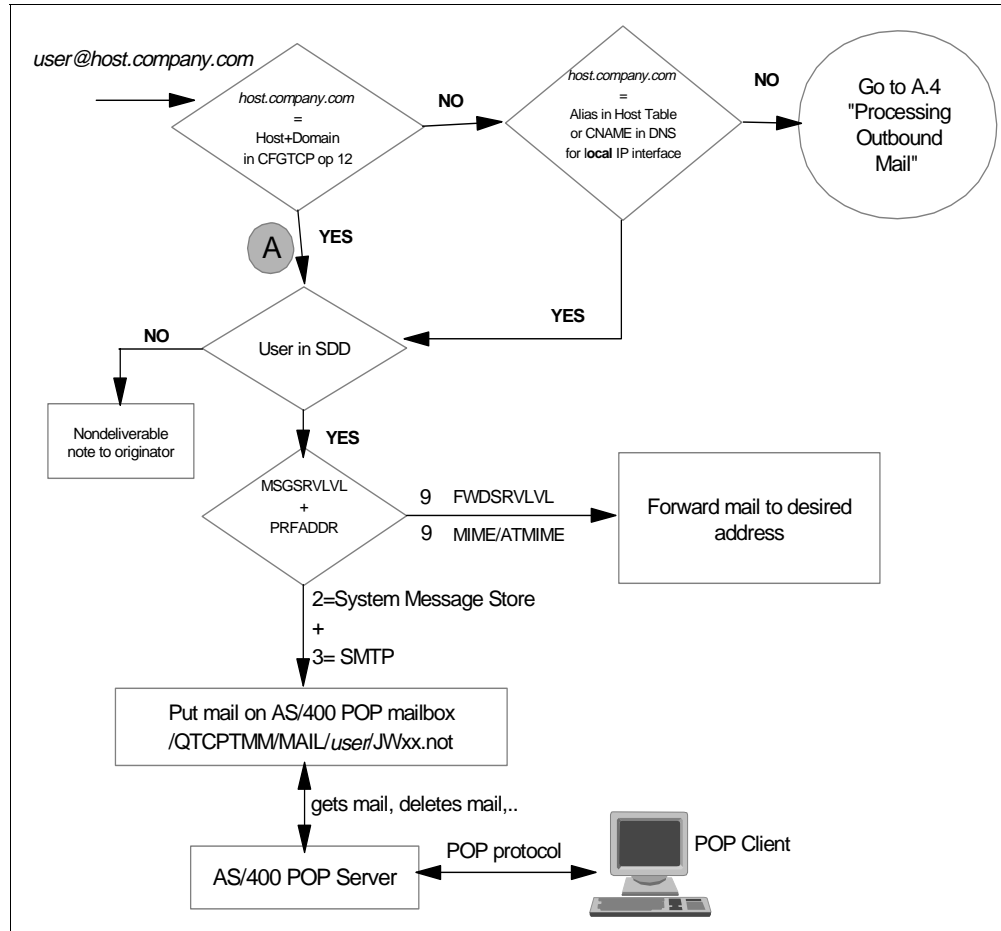 user@host.company.com
host.company.com
=
Host+Domain
in CFGTCP op 12
NO
host.company.com
=
Alias in Host Table
or CNAME in DNS
for local IP interface
NO
Go to A.4
"Processing
Outbound
Mail"
A
YES
YES
NO
User in SDD
Nondeliverable
note to originator
YES
MSGSRVLVL
+
PRFADDR
9 FWDSRVLVL
9 MIME/ATMIME
Forward mail to desired
address
2=System Message Store
+
3= SMTP
Put mail on AS/400 POP mailbox
/QTCPTMM/MAIL/user/JWxx.not
gets mail, deletes mail,..
AS/400 POP Server
POP protocol
POP Client